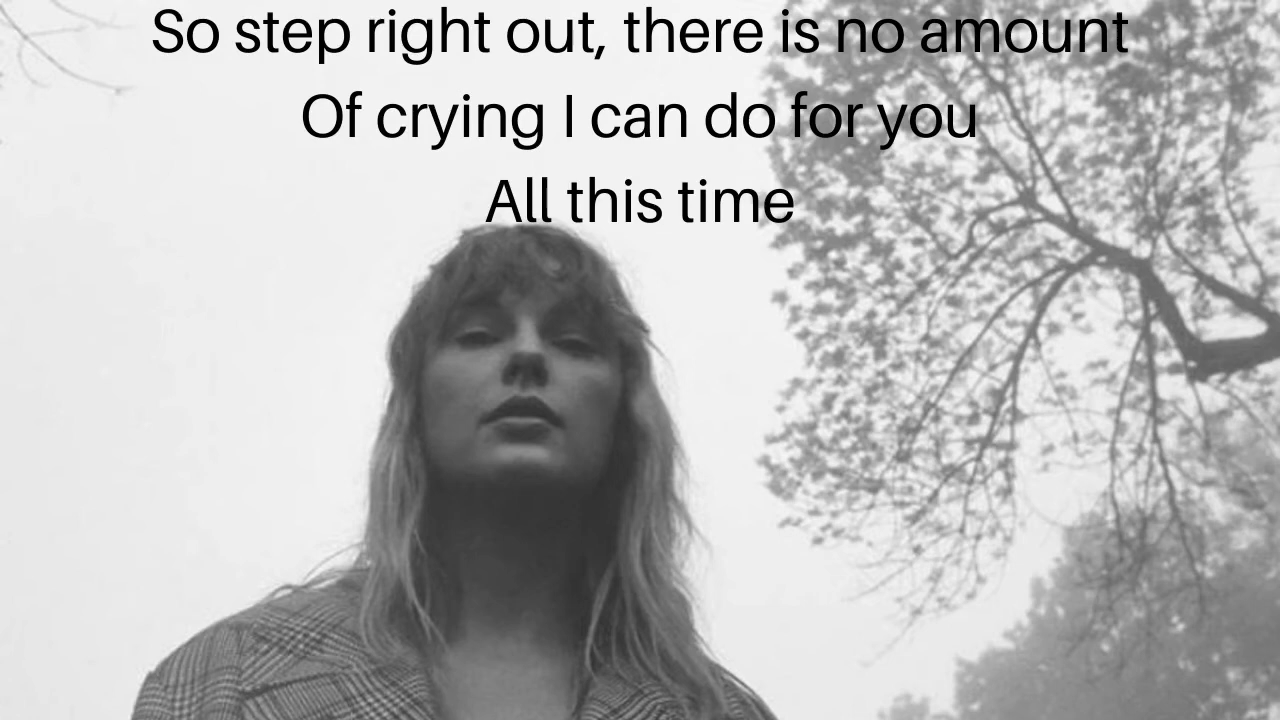 So step right out, there is no amount
Of crying I can do for you
All this time